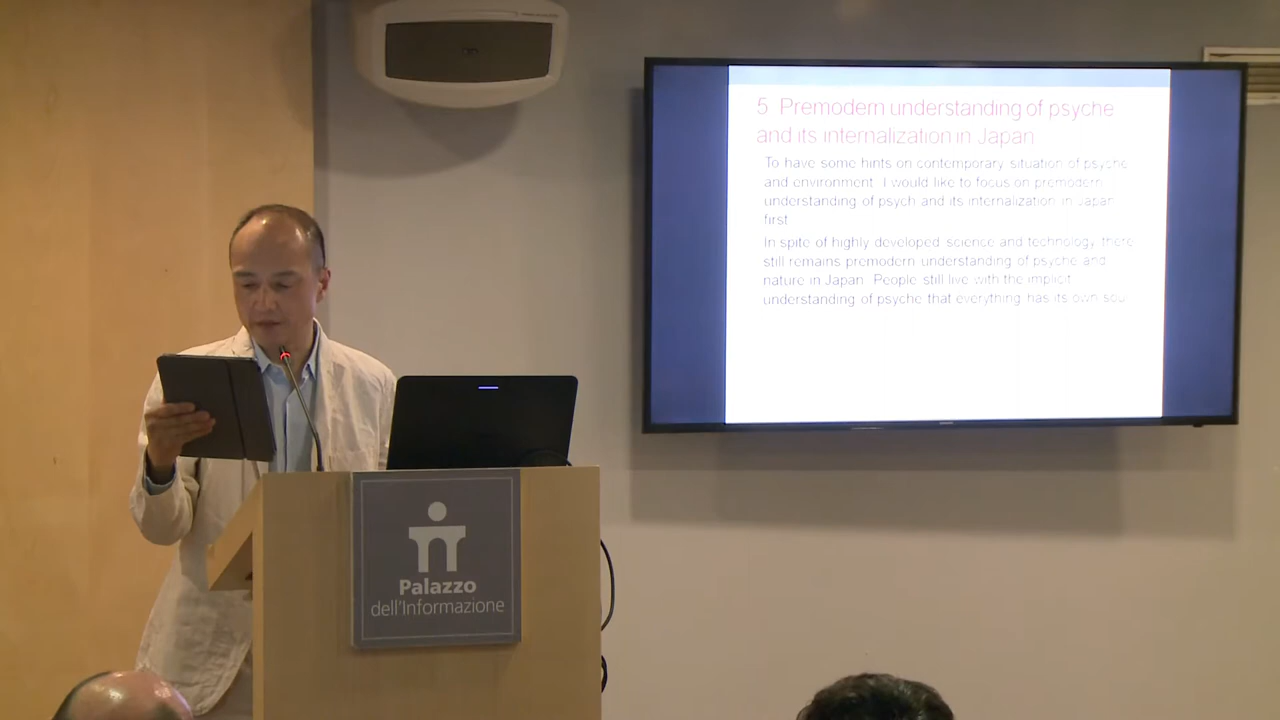 5 Premodern understanding of psyche
and its internalization in Japan
To have some hints on contemporary situation of psyche
and environment. I would like to focus on premodern
understanding of psych and its internalization in Japan
first
In spite of highly developed science and technology there
still remains premodern understanding of psyche and
nature in Japan. People still live with the implicit
understanding of psyche that everything has its own sou
Palazzo
dell'Informazione